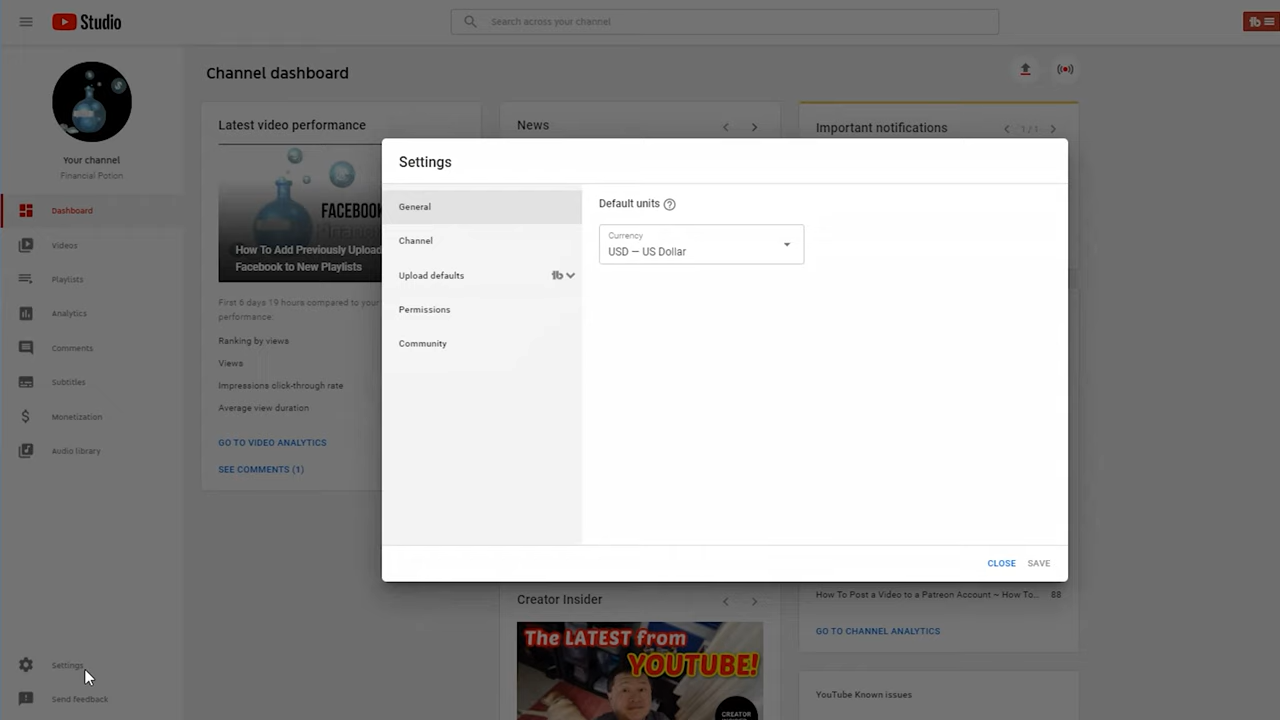 Studio
Search across your channel
Channel dashboard
Your channel
Financial Potion
Dashboard
Videos
Playlists
Analytics
Comments
Subtitles
Monetization
Audio library
Settings
Send feedback
Latest video performance
FACEBOOK
How To Add Previously Upload
Facebook to New Playlists
First 6 days 19 hours compared to your
performance:
Ranking by views
Views
Impressions click-through rate
Average view duration
GO TO VIDEO ANALYTICS
SEE COMMENTS (1)
News
Important notifications
1 / 1
Settings
General
Channel
Upload defaults
Permissions
Community
Default units
Currency
USD — US Dollar
CLOSE
SAVE
Creator Insider
The LATEST from
YOUTUBE!
CREATOR
How To Post a Video to a Patreon Account ~ How To...
88
GO TO CHANNEL ANALYTICS
YouTube Known issues